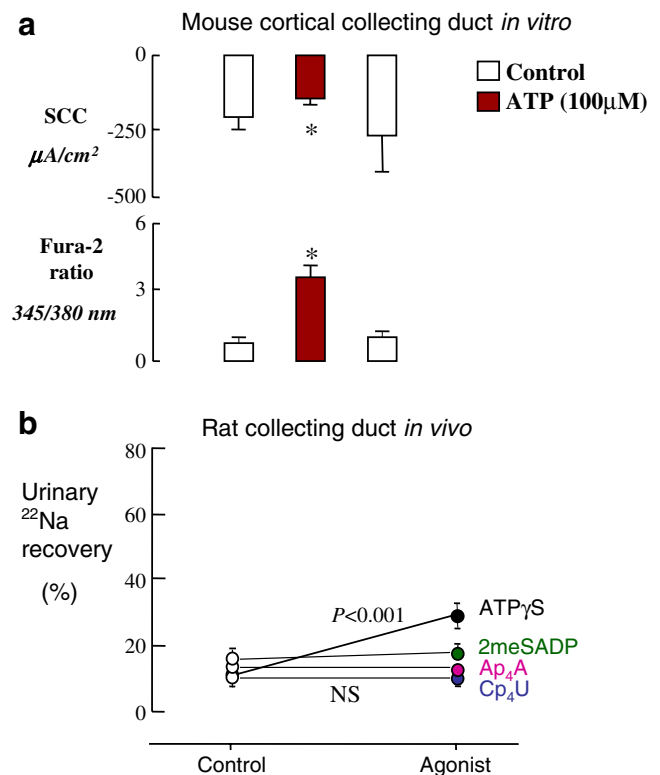 a
Mouse cortical collecting duct in vitro
0
-250
-500
SCC
μA/cm²
Control
ATP (100μM)
*
6
3
0
Fura-2
ratio
345/380 nm
*
b
Rat collecting duct in vivo
80
60
40
20
0
Urinary
²²Na
recovery
(%)
P<0.001
NS
ATPγS
2meSADP
Ap₄A
Cp₄U
Control
Agonist